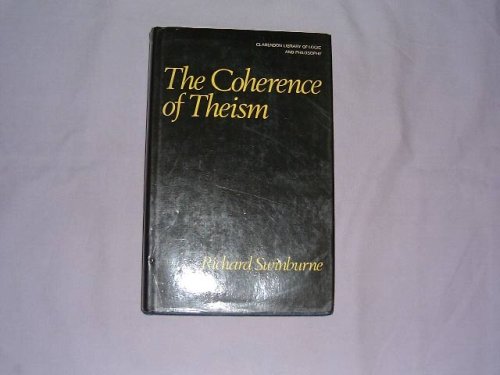 CLARENDON LIBRARY OF LOGIC
AND PHILOSOPHY
The Coherence
of Theism
Richard Swinburne